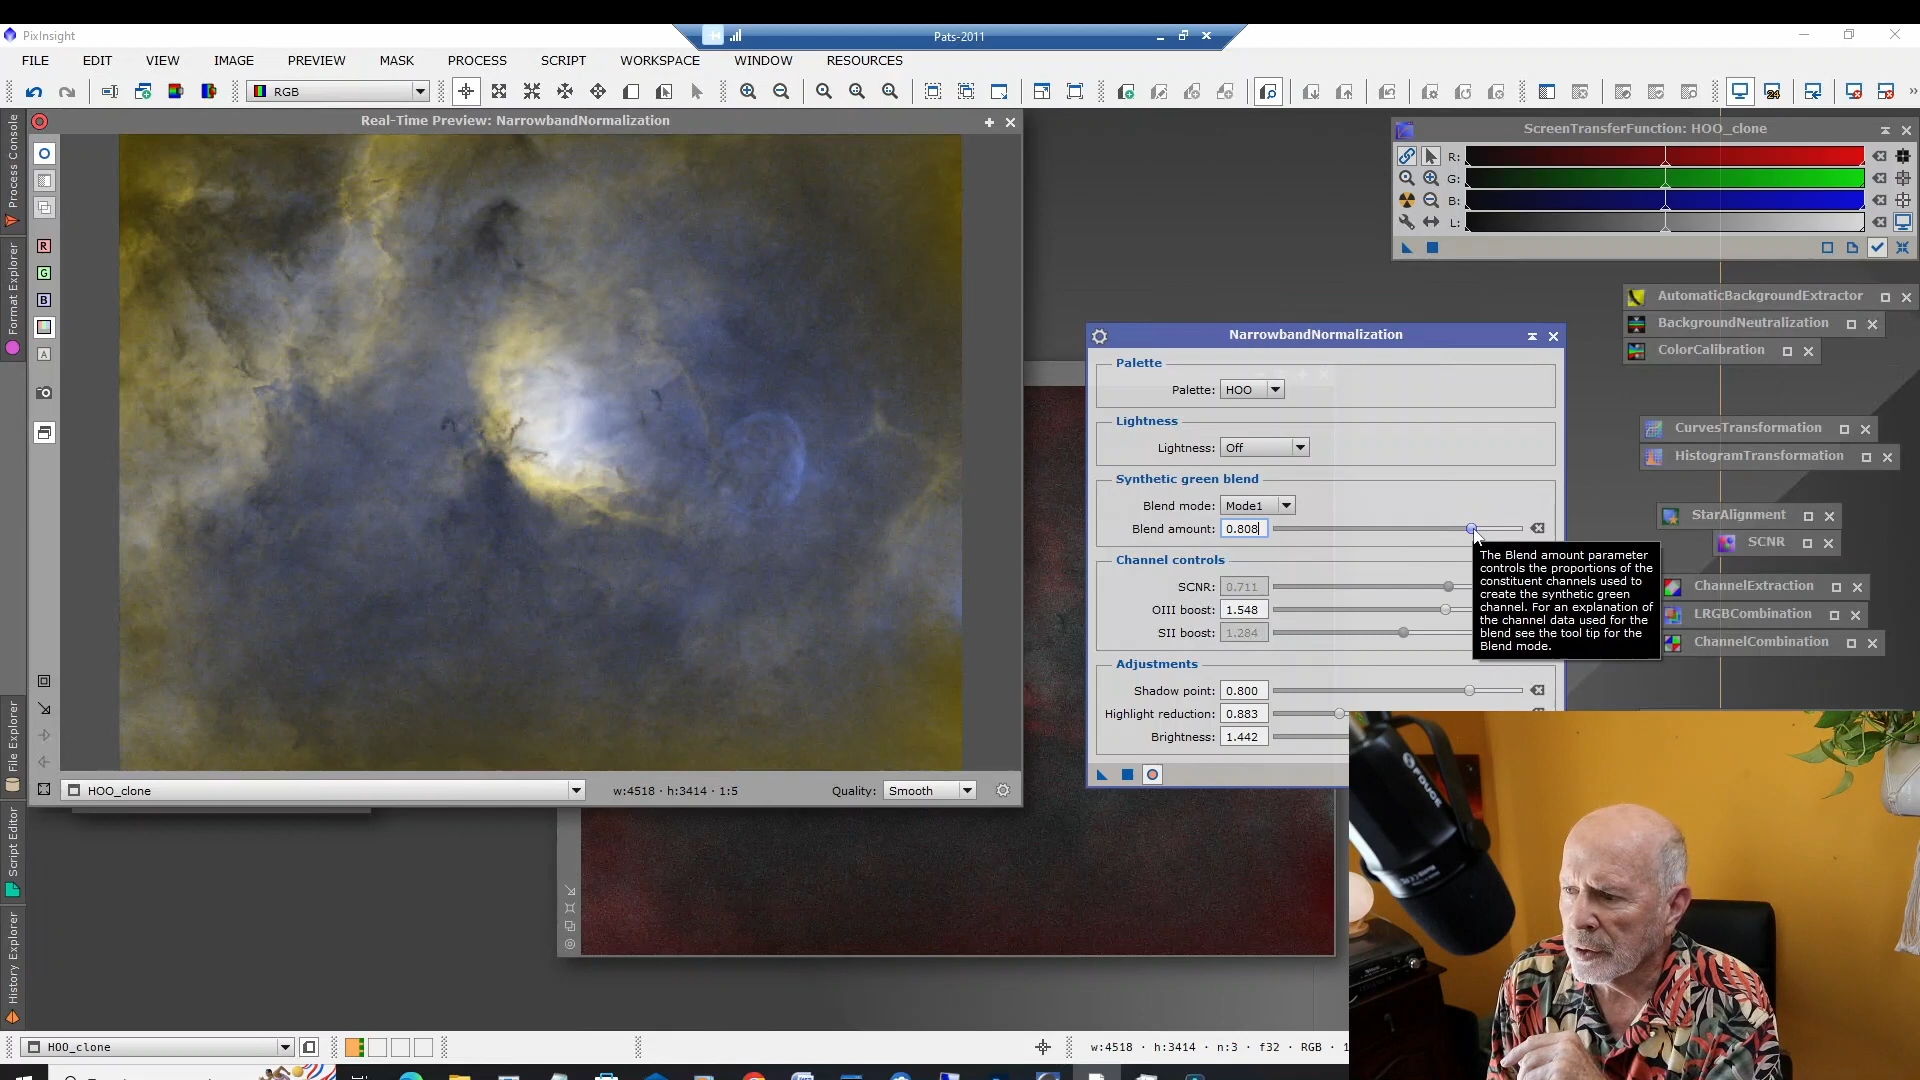 PixInsight
Pats-2011
FILE EDIT VIEW IMAGE PREVIEW MASK PROCESS SCRIPT WORKSPACE WINDOW RESOURCES
RGB
Real-Time Preview: NarrowbandNormalization
ScreenTransferFunction: HOO_clone
R:
G:
B:
L:
Process Console
Format Explorer
File Explorer
Script Editor
History Explorer
R
G
B
A
AutomaticBackgroundExtractor
BackgroundNeutralization
ColorCalibration
CurvesTransformation
HistogramTransformation
StarAlignment
SCNR
ChannelExtraction
LRGBCombination
ChannelCombination
NarrowbandNormalization
Palette
Palette: HOO
Lightness
Lightness: Off
Synthetic green blend
Blend mode: Mode1
Blend amount: 0.808
Channel controls
SCNR: 0.711
OIII boost: 1.548
SII boost: 1.284
Adjustments
Shadow point: 0.800
Highlight reduction: 0.883
Brightness: 1.442
The Blend amount parameter
controls the proportions of the
constituent channels used to
create the synthetic green
channel. For an explanation of
the channel data used for the
blend see the tool tip for the
Blend mode.
HOO_clone
w:4518 · h:3414 · 1:5
Quality: Smooth
FDUCE
HOO_clone
w:4518 · h:3414 · n:3 · f32 · RGB · 1